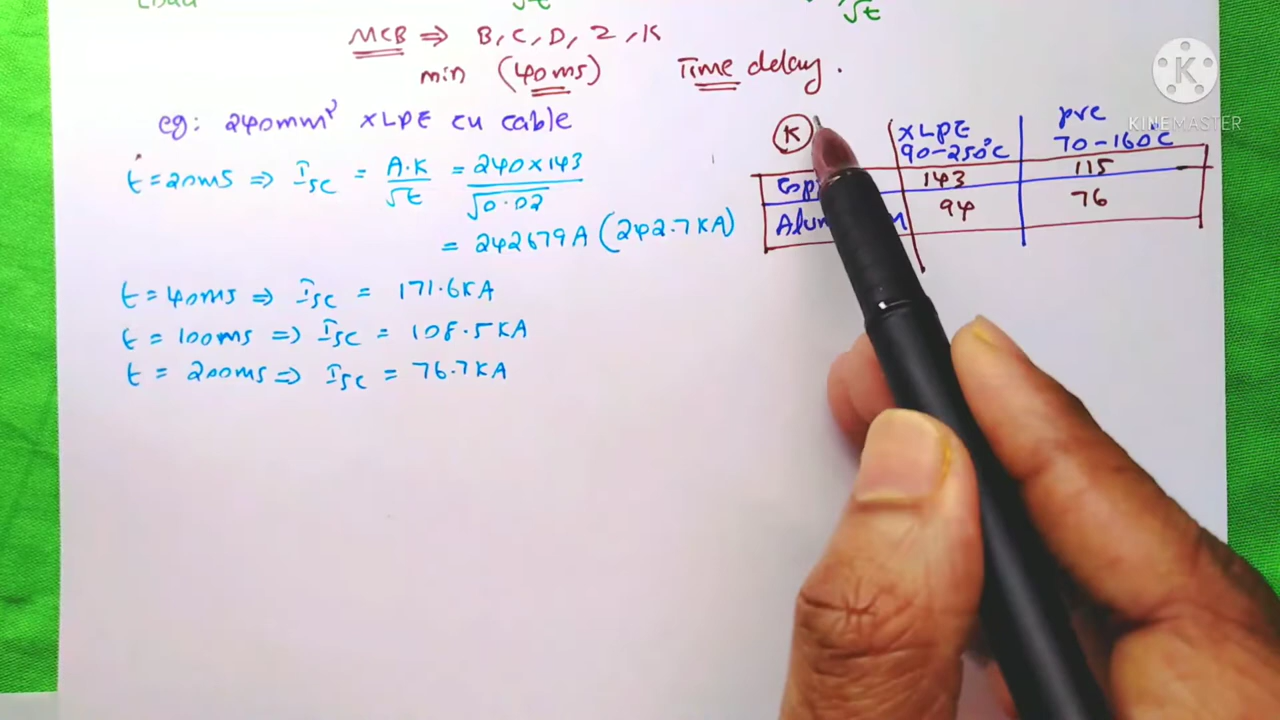 √t
√t
MCB ⇒ B, C, D, Z, K
min (40ms) Time delay.
eg: 240mm² XLPE cu cable
t = 20ms ⇒ Isc = A.K/√t = 240×143/√0.02
= 242679A (242.7KA)
t = 40ms ⇒ Isc = 171.6KA
t = 100ms ⇒ Isc = 108.5KA
t = 200ms ⇒ Isc = 76.7KA
K
XLPE PVC
90-250°C 70-160°C
143 115
94 76
K
KINEMASTER